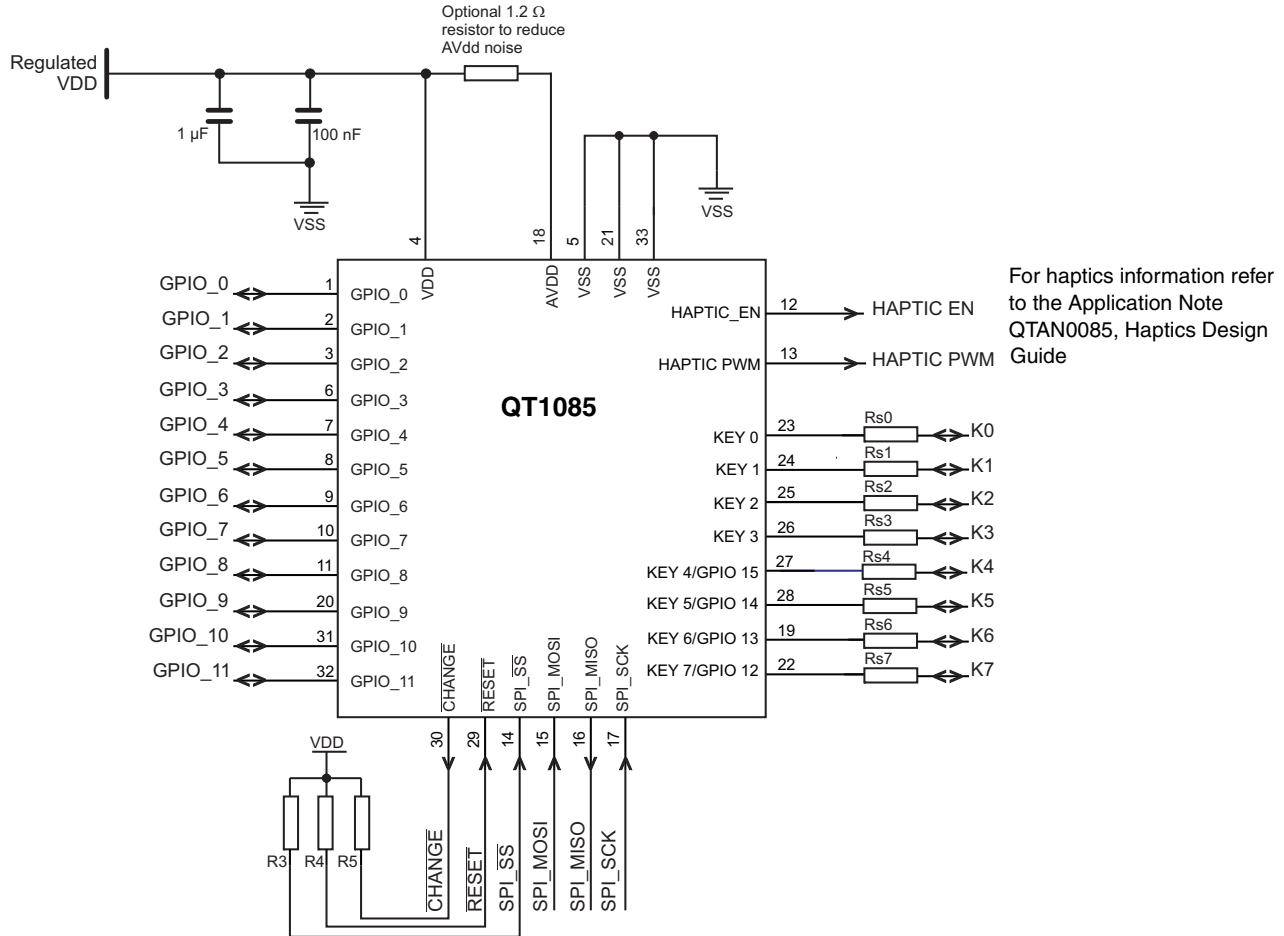 Optional 1.2 Ω
resistor to reduce
AVdd noise
Regulated
VDD
1 µF
100 nF
VSS
VSS
4
18
5
21
33
VDD
AVDD
VSS
VSS
VSS
GPIO_0
1
GPIO_0
GPIO_1
2
GPIO_1
GPIO_2
3
GPIO_2
GPIO_3
6
GPIO_3
GPIO_4
7
GPIO_4
GPIO_5
8
GPIO_5
GPIO_6
9
GPIO_6
GPIO_7
10
GPIO_7
GPIO_8
11
GPIO_8
GPIO_9
20
GPIO_9
GPIO_10
31
GPIO_10
GPIO_11
32
GPIO_11
QT1085
HAPTIC_EN
12
HAPTIC EN
HAPTIC PWM
13
HAPTIC PWM
For haptics information refer
to the Application Note
QTAN0085, Haptics Design
Guide
KEY 0
23
Rs0
K0
KEY 1
24
Rs1
K1
KEY 2
25
Rs2
K2
KEY 3
26
Rs3
K3
KEY 4/GPIO 15
27
Rs4
K4
KEY 5/GPIO 14
28
Rs5
K5
KEY 6/GPIO 13
19
Rs6
K6
KEY 7/GPIO 12
22
Rs7
K7
CHANGE
RESET
SPI_SS
SPI_MOSI
SPI_MISO
SPI_SCK
30
29
14
15
16
17
VDD
R3
R4
R5
CHANGE
RESET
SPI_SS
SPI_MOSI
SPI_MISO
SPI_SCK